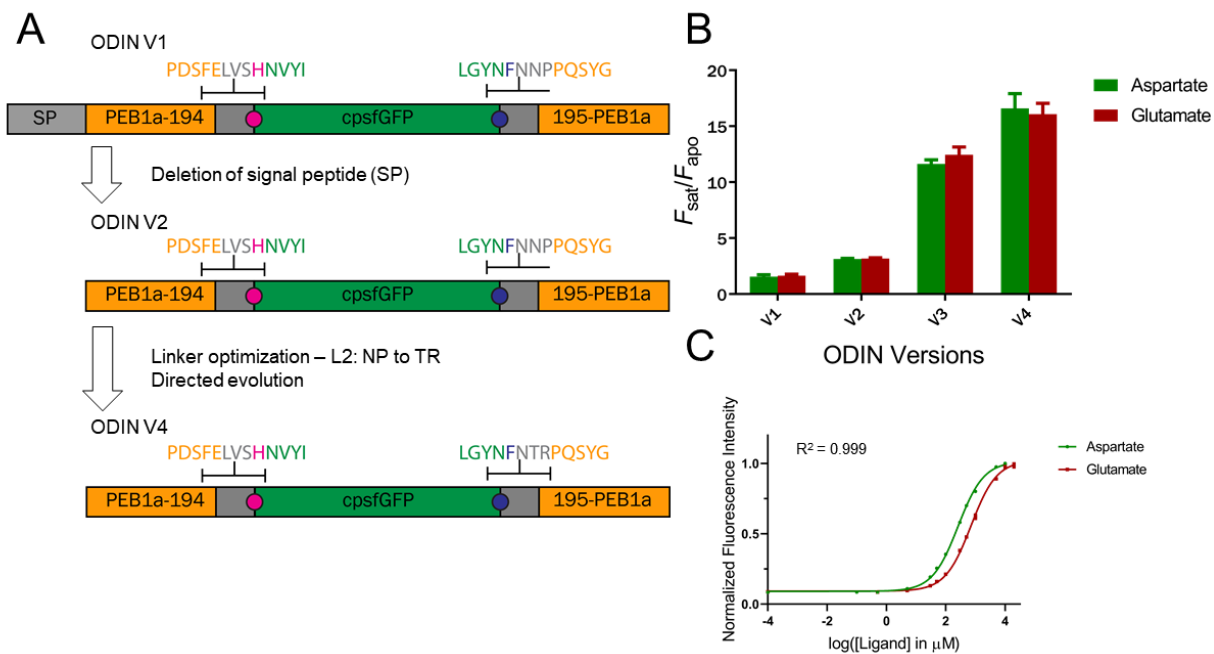 A
ODIN V1
PDSFELVSHNVYI
LGYNFNNPPQSYG
SP
PEB1a-194
cpsfGFP
195-PEB1a
Deletion of signal peptide (SP)
ODIN V2
PDSFELVSHNVYI
LGYNFNNPPQSYG
PEB1a-194
cpsfGFP
195-PEB1a
Linker optimization – L2: NP to TR
Directed evolution
ODIN V4
PDSFELVSHNVYI
LGYNFNTRPQSYG
PEB1a-194
cpsfGFP
195-PEB1a
B
20
15
10
5
0
Fsat/Fapo
V1
V2
V3
V4
ODIN Versions
Aspartate
Glutamate
C
Normalized Fluorescence Intensity
R² = 0.999
1.0
0.5
0.0
-4
-2
0
2
4
log([Ligand] in μM)
Aspartate
Glutamate